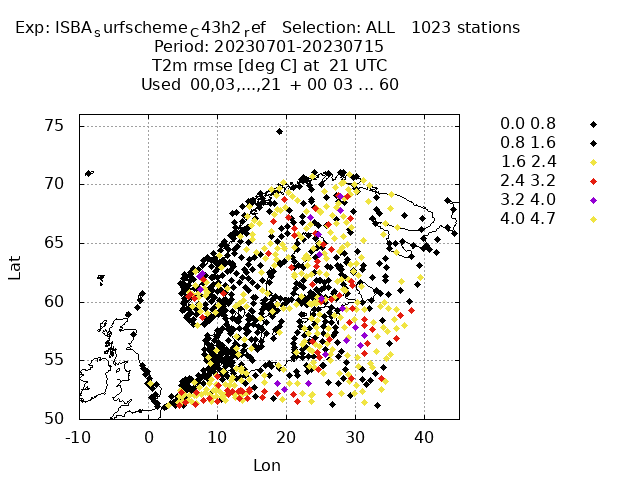 Exp: ISBAsurfschemeC43h2ref Selection: ALL 1023 stations
Period: 20230701-20230715
T2m rmse [deg C] at 21 UTC
Used 00,03,...,21 + 00 03 ... 60
0.0 0.8
0.8 1.6
1.6 2.4
2.4 3.2
3.2 4.0
4.0 4.7
75
70
65
60
55
50
Lat
-10 0 10 20 30 40
Lon